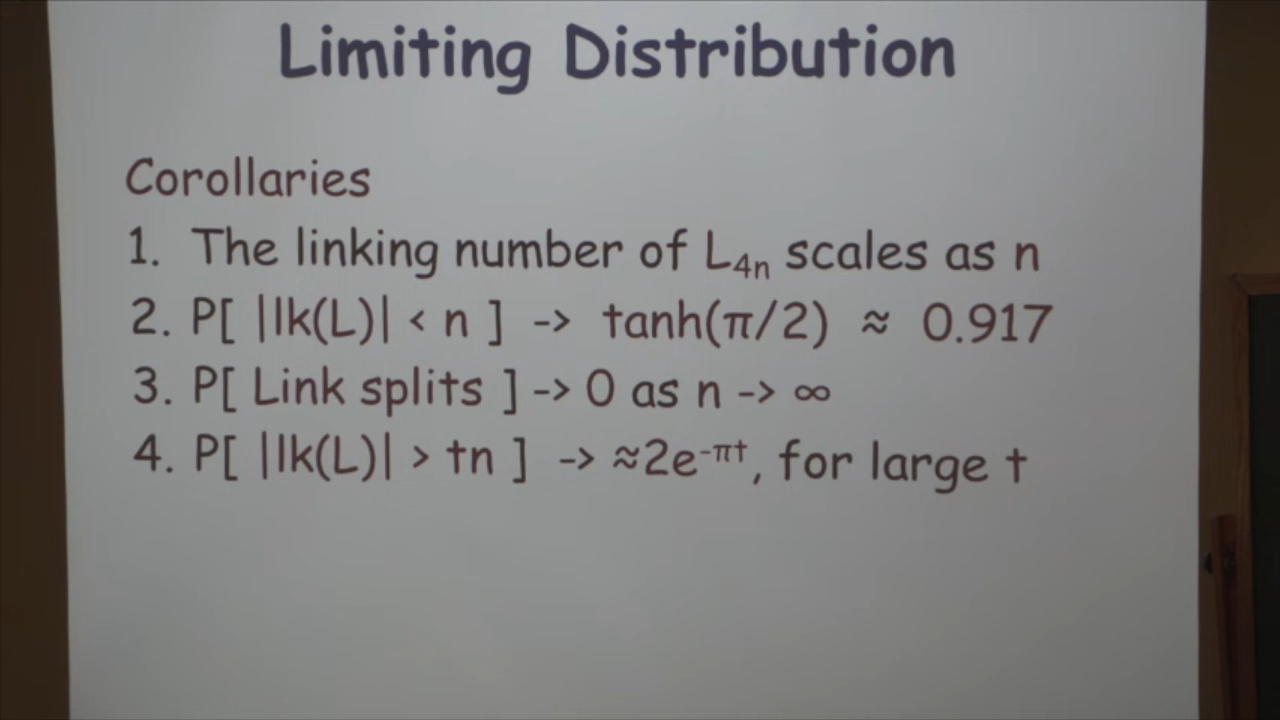 Limiting Distribution
Corollaries
1. The linking number of L₄ₙ scales as n
2. P[ |lk(L)| < n ] -> tanh(π/2) ≈ 0.917
3. P[ Link splits ] -> 0 as n -> ∞
4. P[ |lk(L)| > tn ] -> ≈2e^-πt, for large t